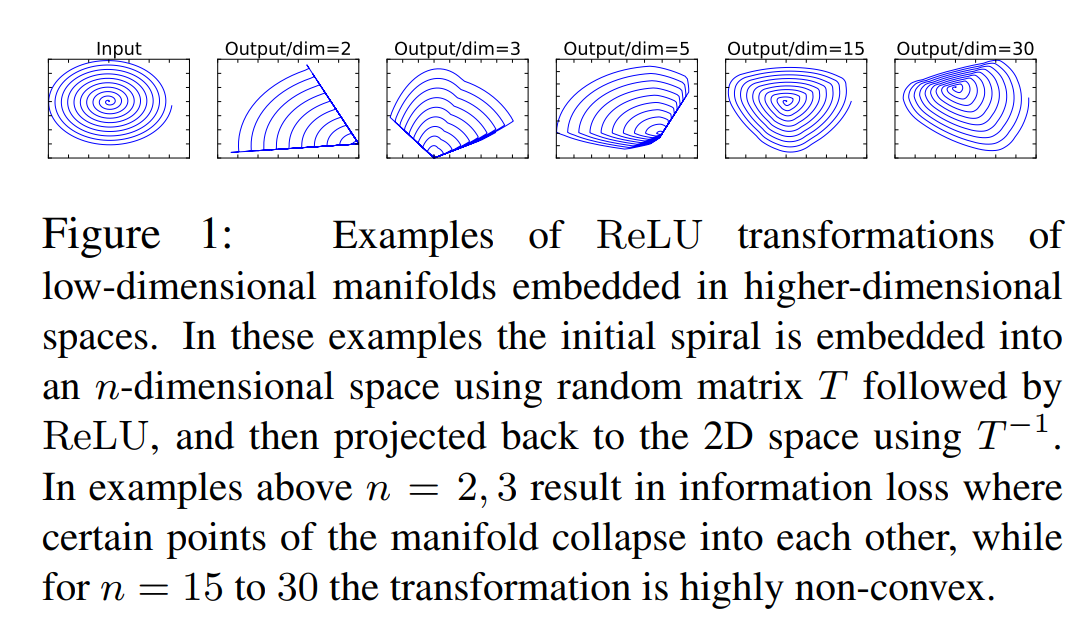 Input Output/dim=2 Output/dim=3 Output/dim=5 Output/dim=15 Output/dim=30
Figure 1: Examples of ReLU transformations of
low-dimensional manifolds embedded in higher-dimensional
spaces. In these examples the initial spiral is embedded into
an n-dimensional space using random matrix T followed by
ReLU, and then projected back to the 2D space using T⁻¹.
In examples above n = 2, 3 result in information loss where
certain points of the manifold collapse into each other, while
for n = 15 to 30 the transformation is highly non-convex.